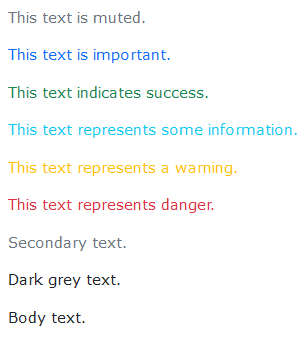 This text is muted.
This text is important.
This text indicates success.
This text represents some information.
This text represents a warning.
This text represents danger.
Secondary text.
Dark grey text.
Body text.